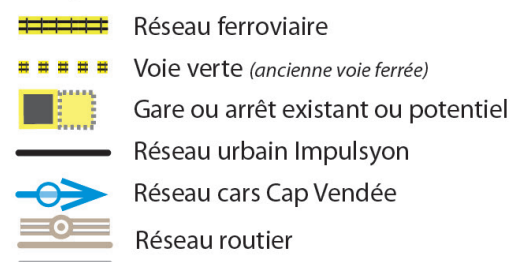 Réseau ferroviaire
Voie verte (ancienne voie ferrée)
Gare ou arrêt existant ou potentiel
Réseau urbain Impulsyon
Réseau cars Cap Vendée
Réseau routier